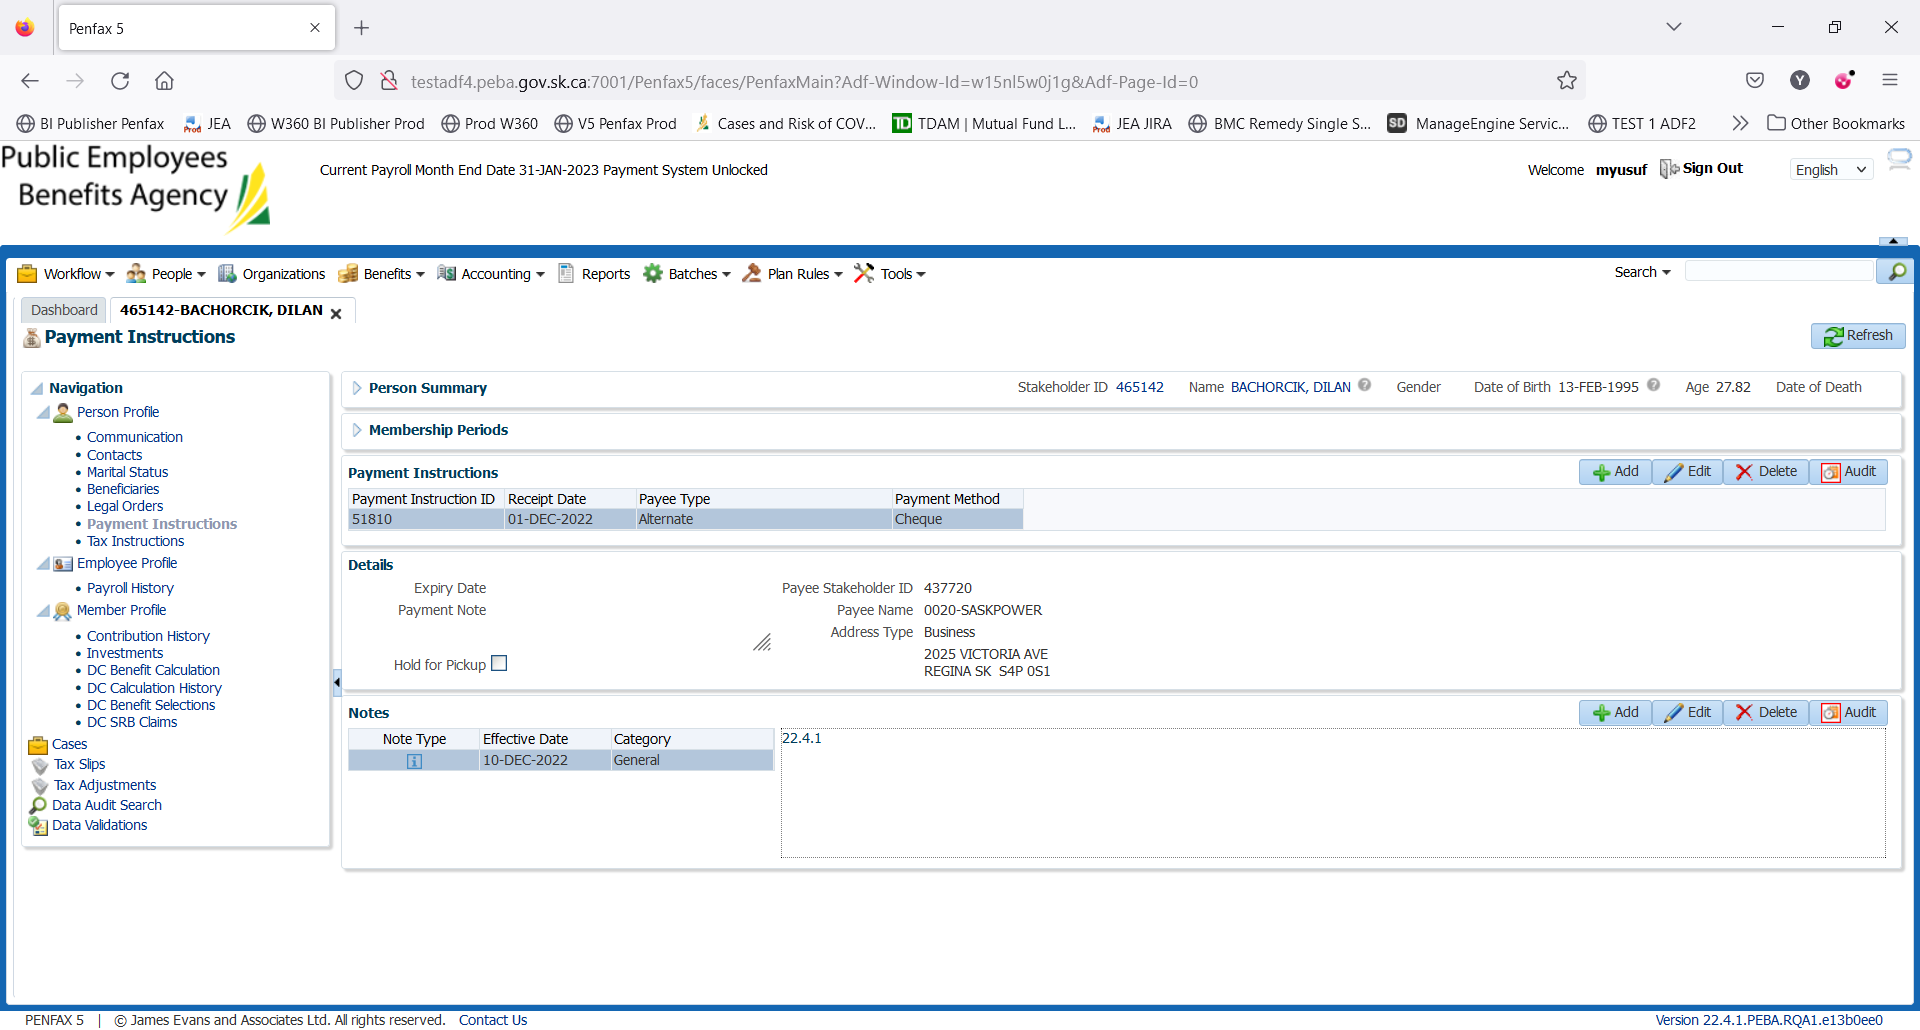 Penfax 5
testadf4.peba.gov.sk.ca:7001/Penfax5/faces/PenfaxMain?Adf-Window-Id=w15nl5w0j1g&Adf-Page-Id=0
Y
BI Publisher Penfax JEA W360 BI Publisher Prod Prod W360 V5 Penfax Prod Cases and Risk of COV... TD TDAM | Mutual Fund L... JEA JIRA BMC Remedy Single S... SD ManageEngine Servic... TEST 1 ADF2 Other Bookmarks
Public Employees
Benefits Agency
Current Payroll Month End Date 31-JAN-2023 Payment System Unlocked
Welcome myusuf Sign Out English
Workflow People Organizations Benefits Accounting Reports Batches Plan Rules Tools Search
Dashboard 465142-BACHORCIK, DILAN
Payment Instructions
Refresh
Navigation
Person Profile
Communication
Contacts
Marital Status
Beneficiaries
Legal Orders
Payment Instructions
Tax Instructions
Employee Profile
Payroll History
Member Profile
Contribution History
Investments
DC Benefit Calculation
DC Calculation History
DC Benefit Selections
DC SRB Claims
Cases
Tax Slips
Tax Adjustments
Data Audit Search
Data Validations
Person Summary Stakeholder ID 465142 Name BACHORCIK, DILAN Gender Date of Birth 13-FEB-1995 Age 27.82 Date of Death
Membership Periods
Payment Instructions Add Edit Delete Audit
Payment Instruction ID Receipt Date Payee Type Payment Method
51810 01-DEC-2022 Alternate Cheque
Details
Expiry Date Payee Stakeholder ID 437720
Payment Note Payee Name 0020-SASKPOWER
Address Type Business
2025 VICTORIA AVE
Hold for Pickup REGINA SK S4P 0S1
Notes Add Edit Delete Audit
Note Type Effective Date Category 22.4.1
10-DEC-2022 General
PENFAX 5 | © James Evans and Associates Ltd. All rights reserved. Contact Us Version 22.4.1.PEBA.RQA1.e13b0ee0